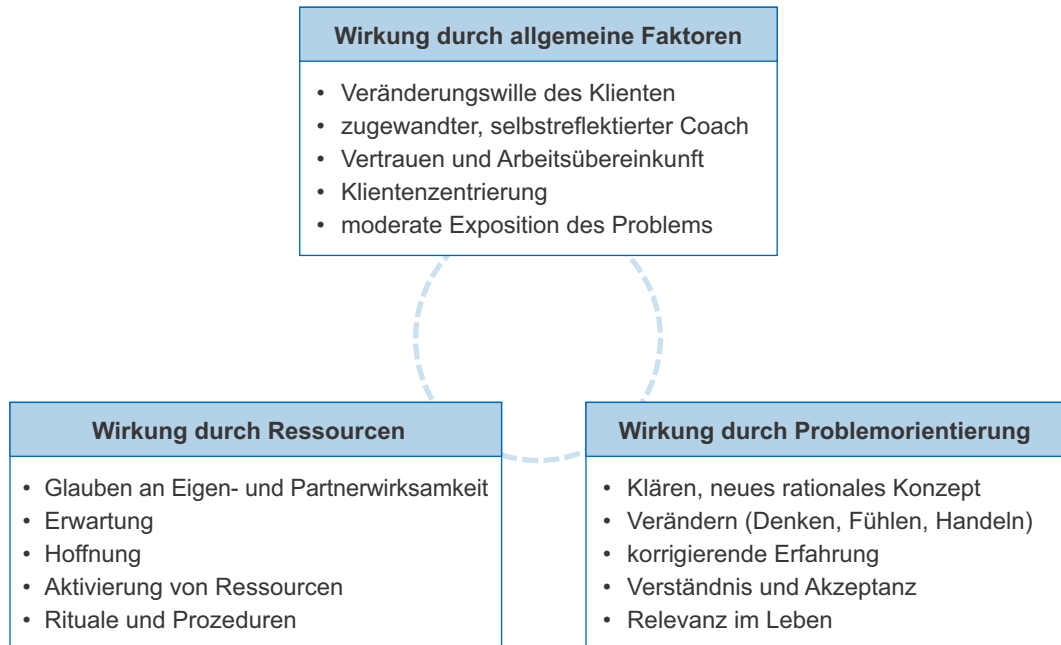 Wirkung durch allgemeine Faktoren
• Veränderungswille des Klienten
• zugewandter, selbstreflektierter Coach
• Vertrauen und Arbeitsübereinkunft
• Klientenzentrierung
• moderate Exposition des Problems
Wirkung durch Ressourcen
• Glauben an Eigen- und Partnerwirksamkeit
• Erwartung
• Hoffnung
• Aktivierung von Ressourcen
• Rituale und Prozeduren
Wirkung durch Problemorientierung
• Klären, neues rationales Konzept
• Verändern (Denken, Fühlen, Handeln)
• korrigierende Erfahrung
• Verständnis und Akzeptanz
• Relevanz im Leben